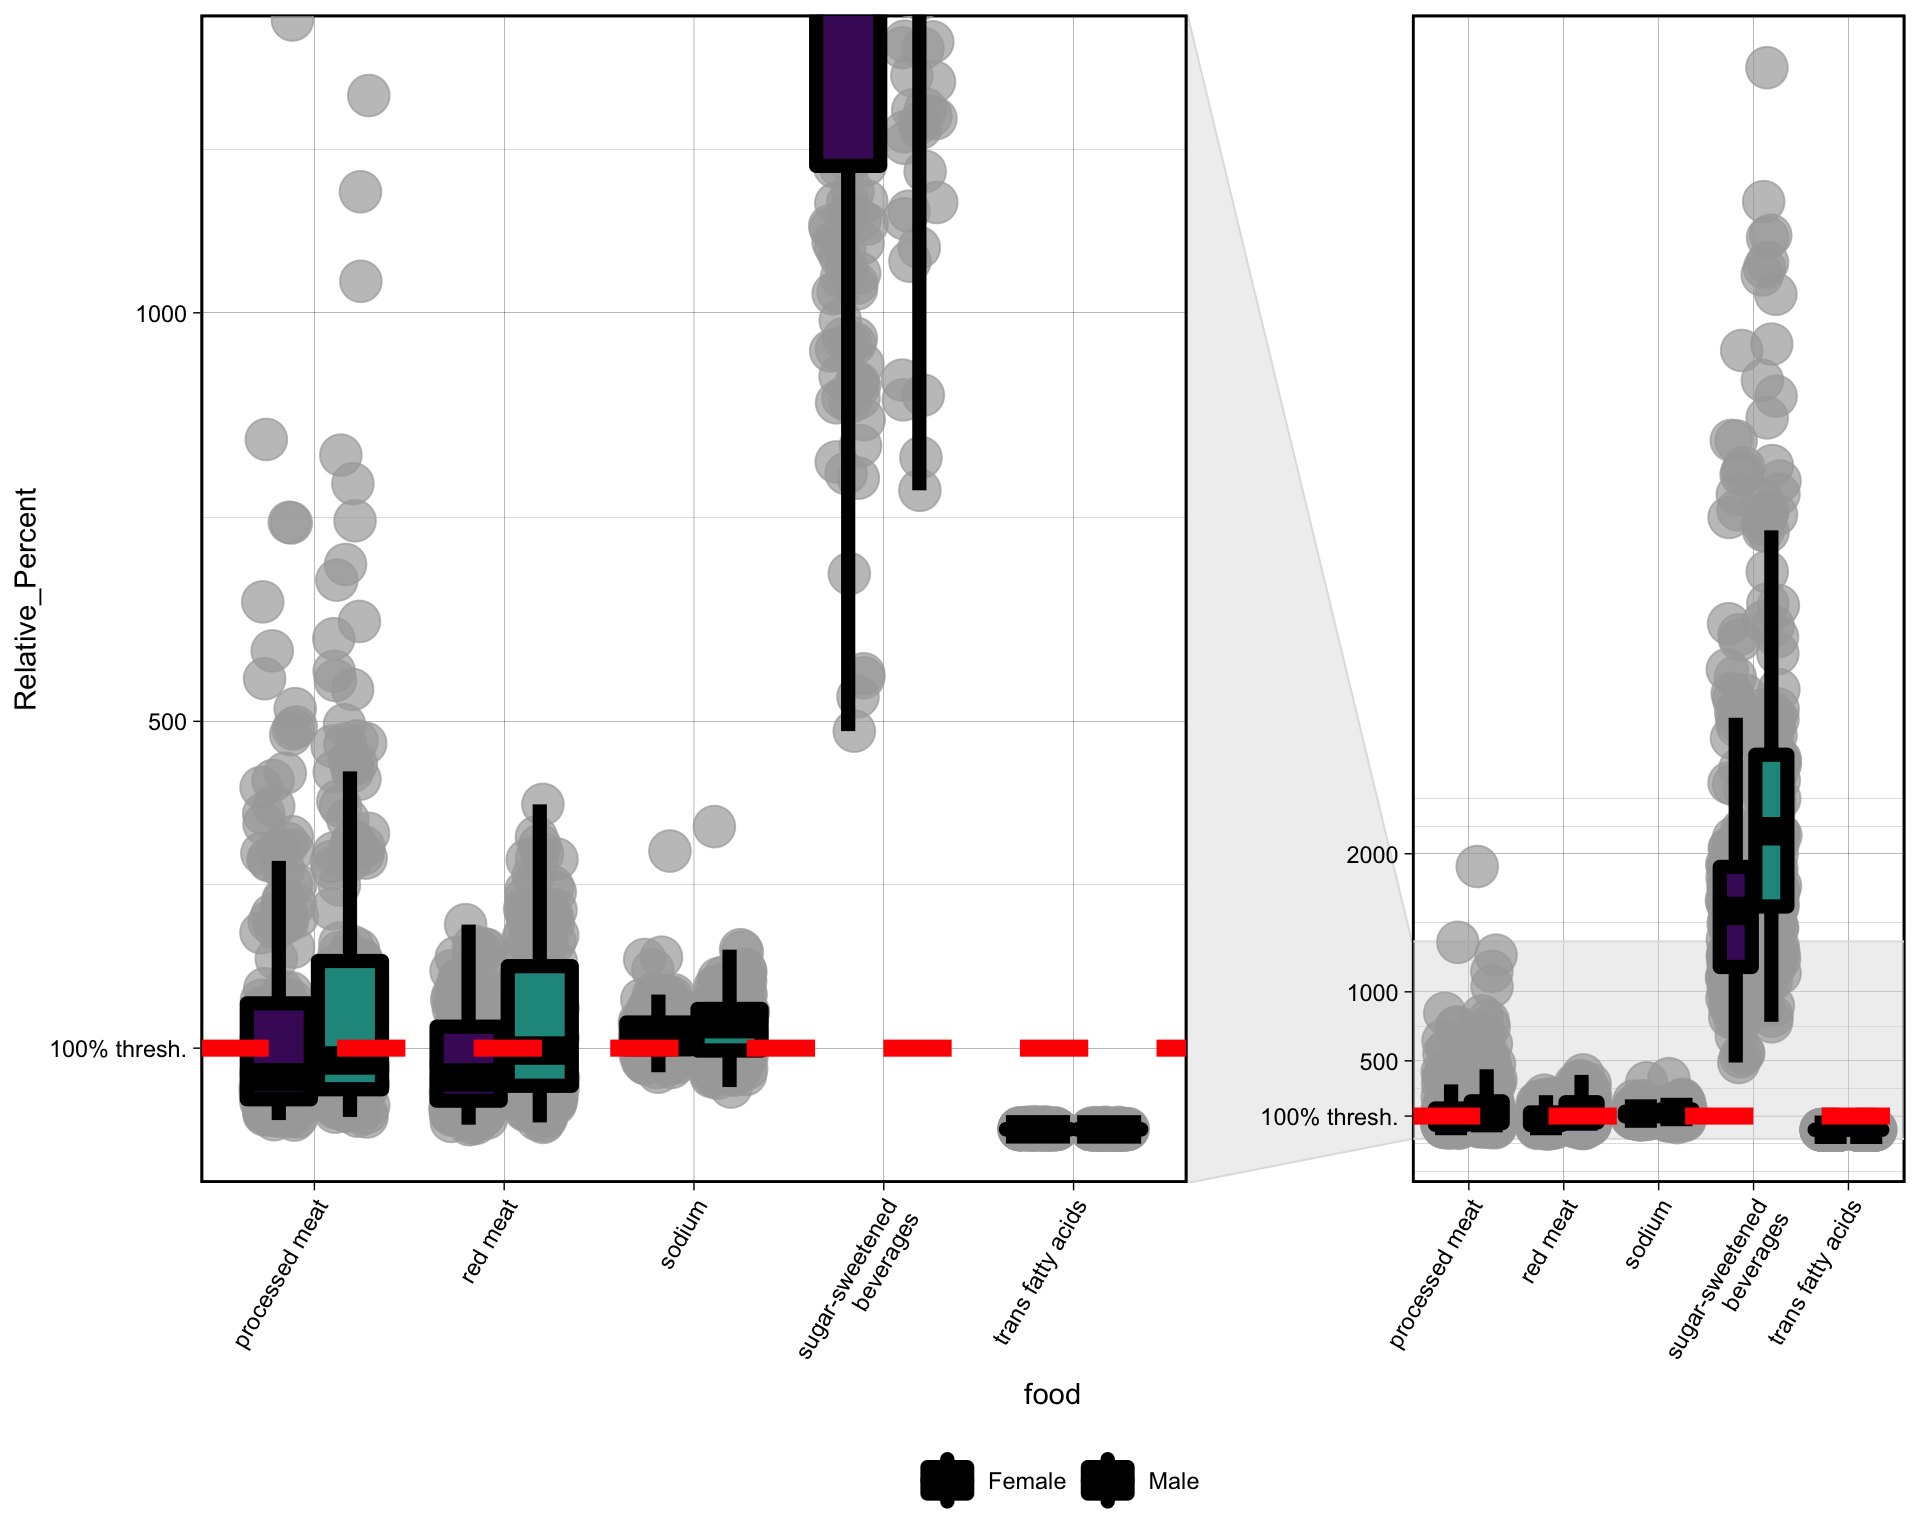 Relative_Percent
1000
500
100% thresh.
processed meat
red meat
sodium
sugar-sweetened
beverages
trans fatty acids
2000
1000
500
100% thresh.
processed meat
red meat
sodium
sugar-sweetened
beverages
trans fatty acids
food
Female
Male